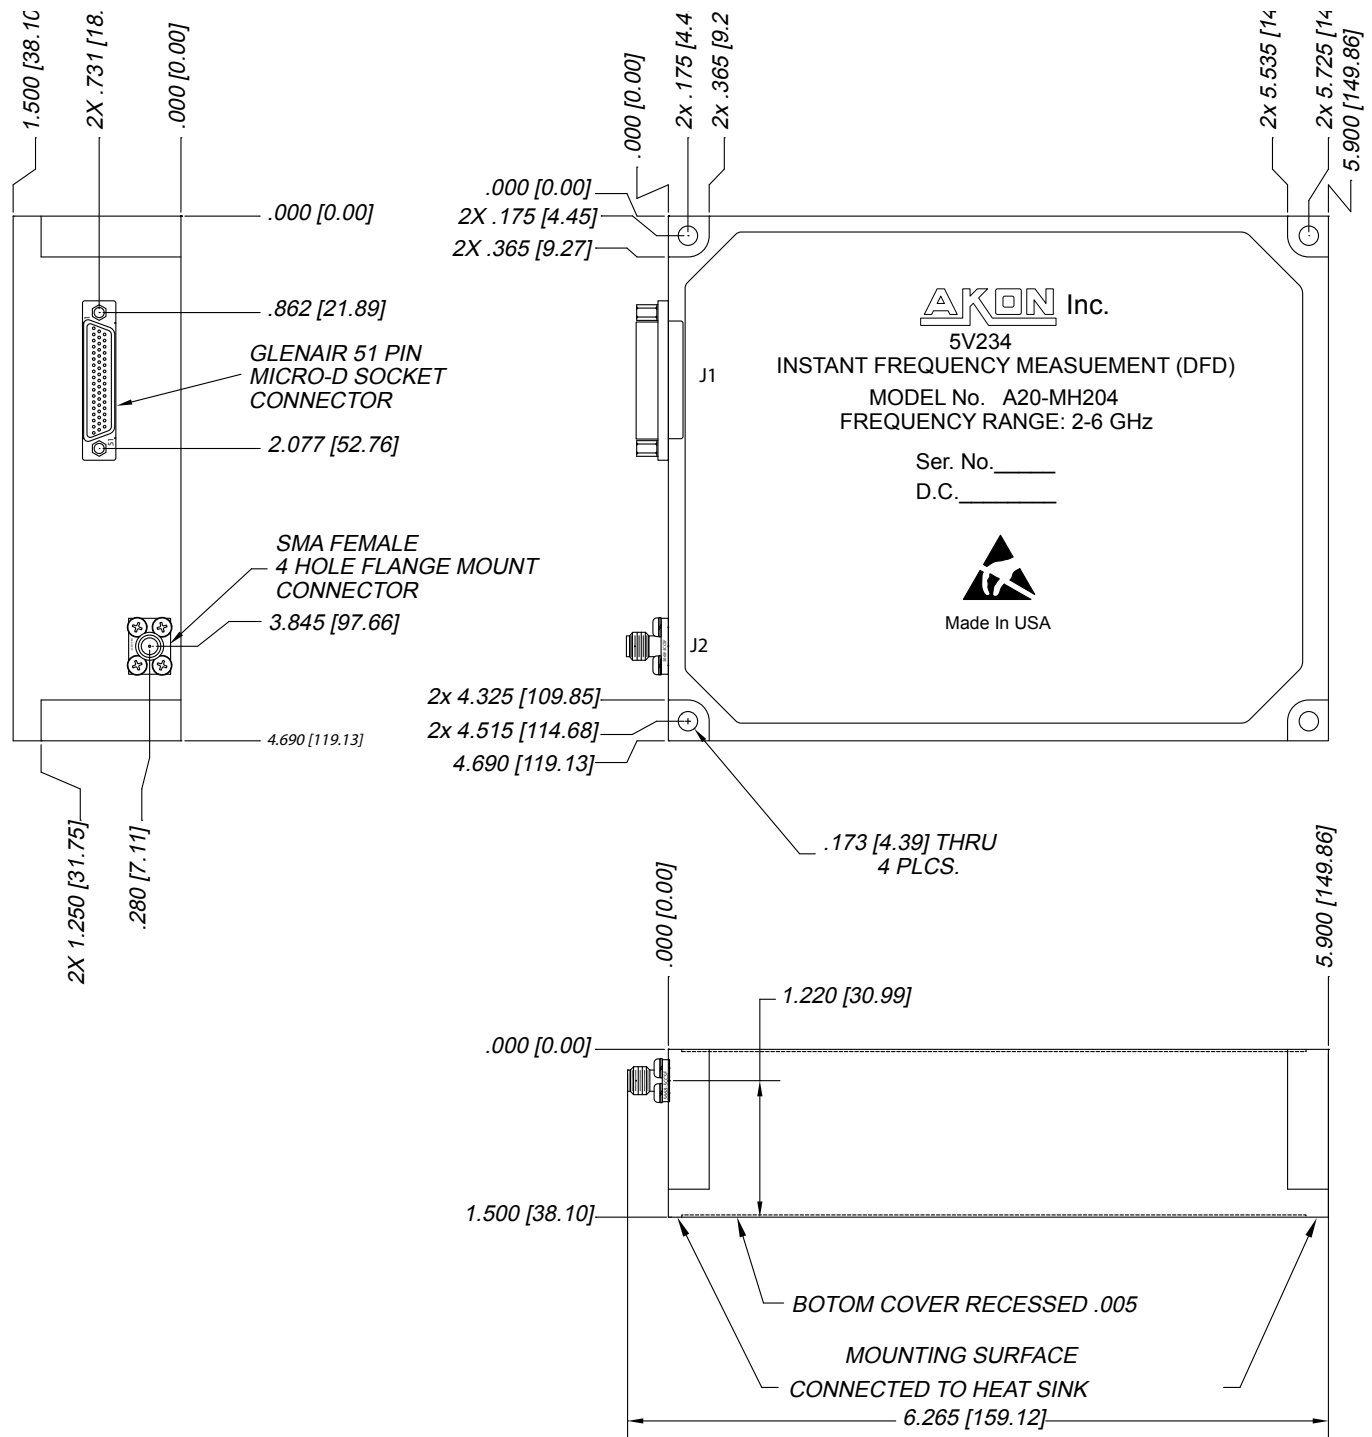 1.500 [38.10
2X .731 [18.
.000 [0.00]
.000 [0.00]
2x .175 [4.4
2x .365 [9.2
2x 5.535 [14
2x 5.725 [14
5.900 [149.86]
.000 [0.00]
.862 [21.89]
GLENAIR 51 PIN
MICRO-D SOCKET
CONNECTOR
2.077 [52.76]
51
SMA FEMALE
4 HOLE FLANGE MOUNT
CONNECTOR
3.845 [97.66]
4.690 [119.13]
2X 1.250 [31.75]
.280 [7.11]
.000 [0.00]
2X .175 [4.45]
2X .365 [9.27]
J1
J2
AKON Inc.
5V234
INSTANT FREQUENCY MEASUEMENT (DFD)
MODEL No. A20-MH204
FREQUENCY RANGE: 2-6 GHz
Ser. No._____
D.C.________
Made In USA
2x 4.325 [109.85]
2x 4.515 [114.68]
4.690 [119.13]
.173 [4.39] THRU
4 PLCS.
.000 [0.00]
5.900 [149.86]
1.220 [30.99]
.000 [0.00]
1.500 [38.10]
BOTOM COVER RECESSED .005
MOUNTING SURFACE
CONNECTED TO HEAT SINK
6.265 [159.12]